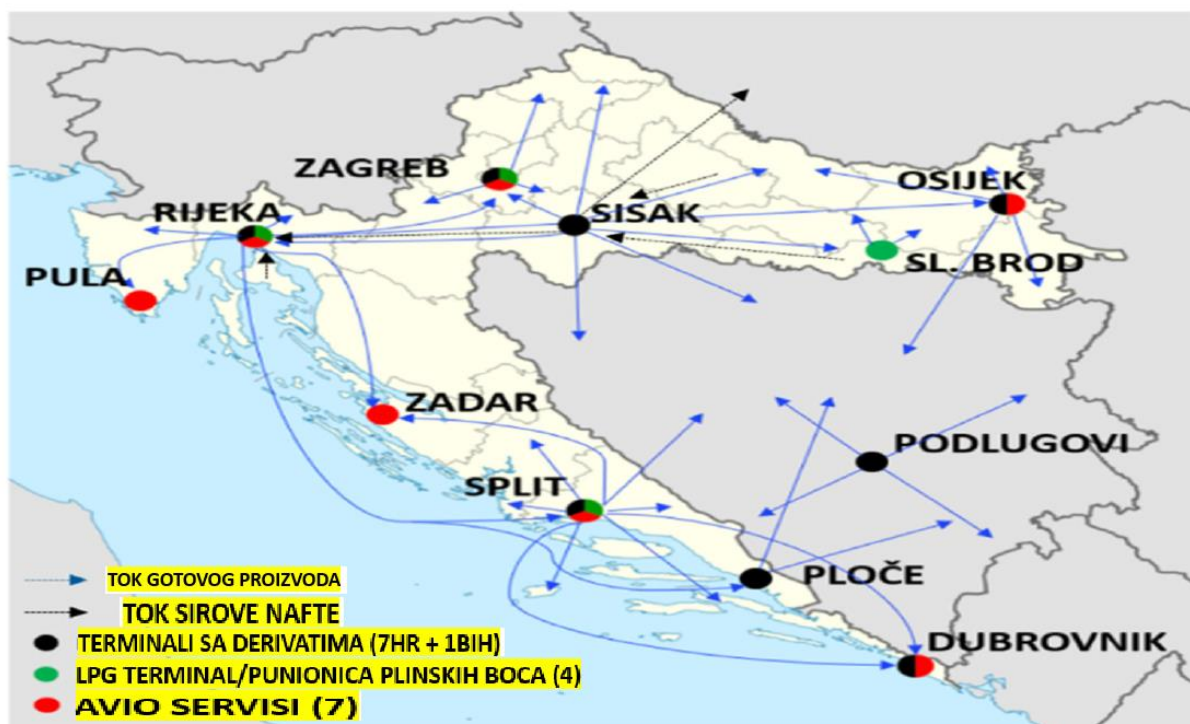 ZAGREB
OSIJEK
RIJEKA
SISAK
SL. BROD
PULA
ZADAR
PODLUGOVI
SPLIT
PLOČE
TOK GOTOVOG PROIZVODA
TOK SIROVE NAFTE
TERMINALI SA DERIVATIMA (7HR + 1BIH)
DUBROVNIK
LPG TERMINAL/PUNIONICA PLINSKIH BOCA (4)
AVIO SERVISI (7)